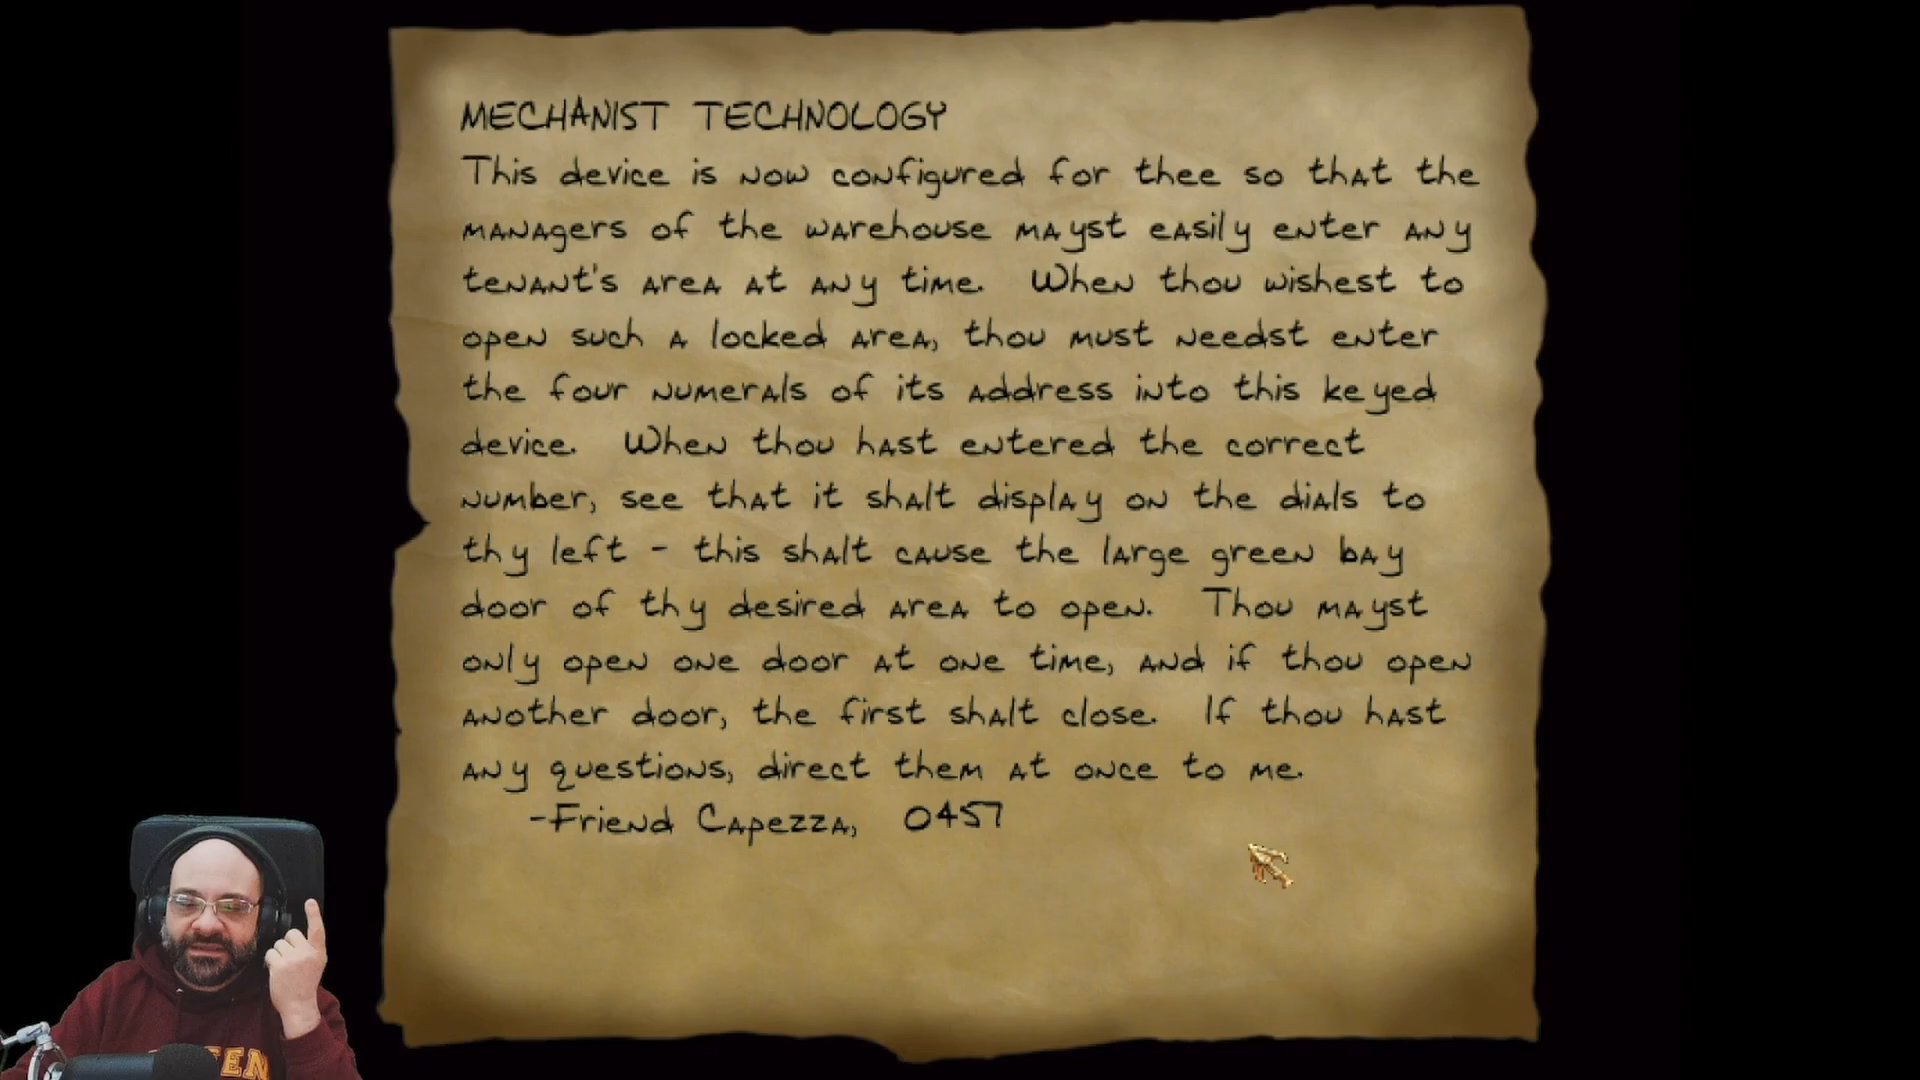 MECHANIST TECHNOLOGY
This device is now configured for thee so that the
managers of the warehouse mayst easily enter any
tenant's area at any time. When thou wishest to
open such a locked area, thou must needst enter
the four numerals of its address into this keyed
device. When thou hast entered the correct
number, see that it shalt display on the dials to
thy left - this shalt cause the large green bay
door of thy desired area to open. Thou mayst
only open one door at one time, and if thou open
another door, the first shalt close. If thou hast
any questions, direct them at once to me.
-Friend Capezza, 0457